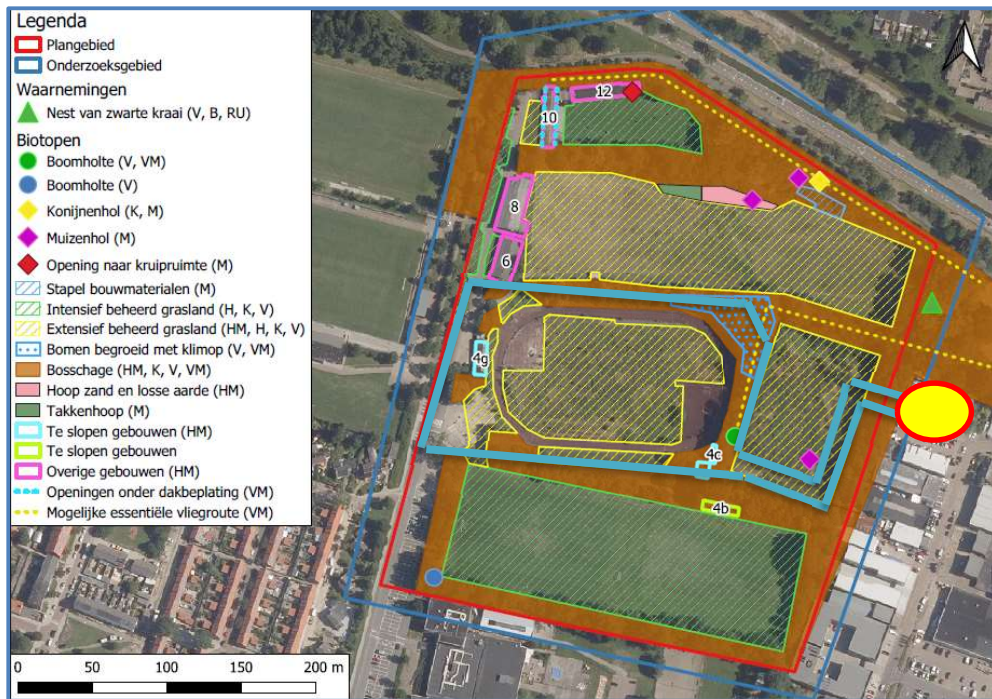 Legenda
Plangebied
Onderzoeksgebied
Waarnemingen
Nest van zwarte kraai (V, B, RU)
Biotopen
Boomholte (V, VM)
Boomholte (V)
Konijnenhol (K, M)
Muizenhol (M)
Opening naar kruipruimte (M)
Stapel bouwmaterialen (M)
Intensief beheerd grasland (H, K, V)
Extensief beheerd grasland (HM, H, K, V)
Bomen begroeid met klimop (V, VM)
Bosschage (HM, K, V, VM)
Hoop zand en losse aarde (HM)
Takkenhoop (M)
Te slopen gebouwen (HM)
Te slopen gebouwen
Overige gebouwen (HM)
Openingen onder dakbeplating (VM)
Mogelijke essentiële vliegroute (VM)
0 50 100 150 200 m
12
10
8
6
4g
4c
4b